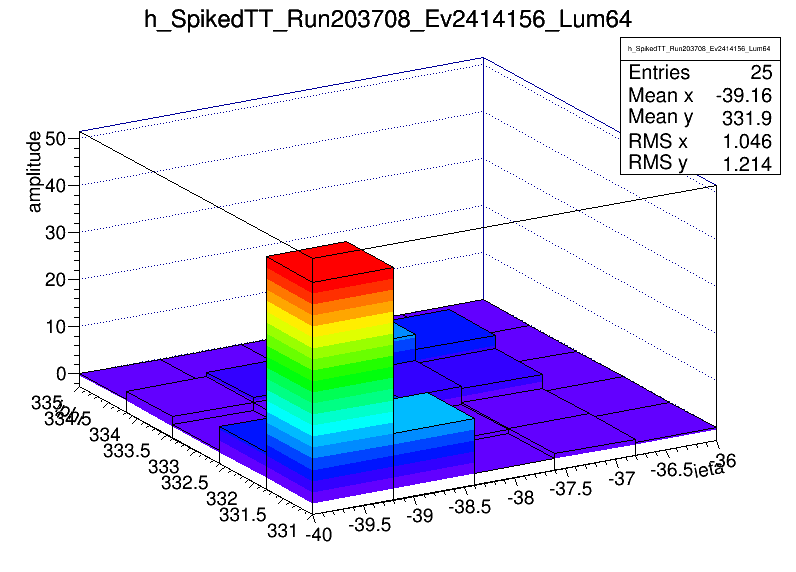 h_SpikedTT_Run203708_Ev2414156_Lum64
h_SpikedTT_Run203708_Ev2414156_Lum64
Entries 25
Mean x -39.16
Mean y 331.9
RMS x 1.046
RMS y 1.214
amplitude
50
40
30
20
10
0
335
334.5
334
333.5
333
332.5
332
331.5
331
-40
-39.5
-39
-38.5
-38
-37.5
-37
-36.5
-36
ieta